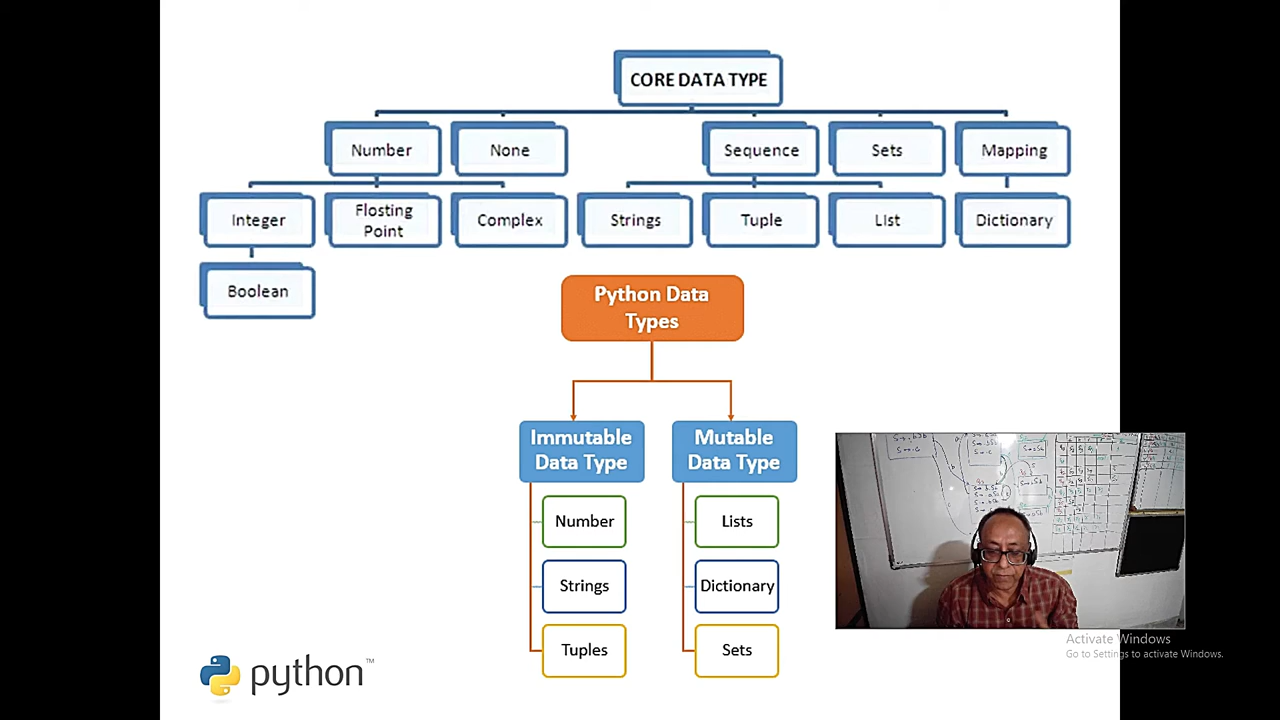 CORE DATA TYPE
Number
None
Sequence
Sets
Mapping
Integer
Flosting
Point
Complex
Strings
Tuple
LIst
Dictionary
Boolean
Python Data
Types
Immutable
Data Type
Mutable
Data Type
Number
Lists
Strings
Dictionary
Tuples
Sets
python™
Activate Windows
Go to Settings to activate Windows.